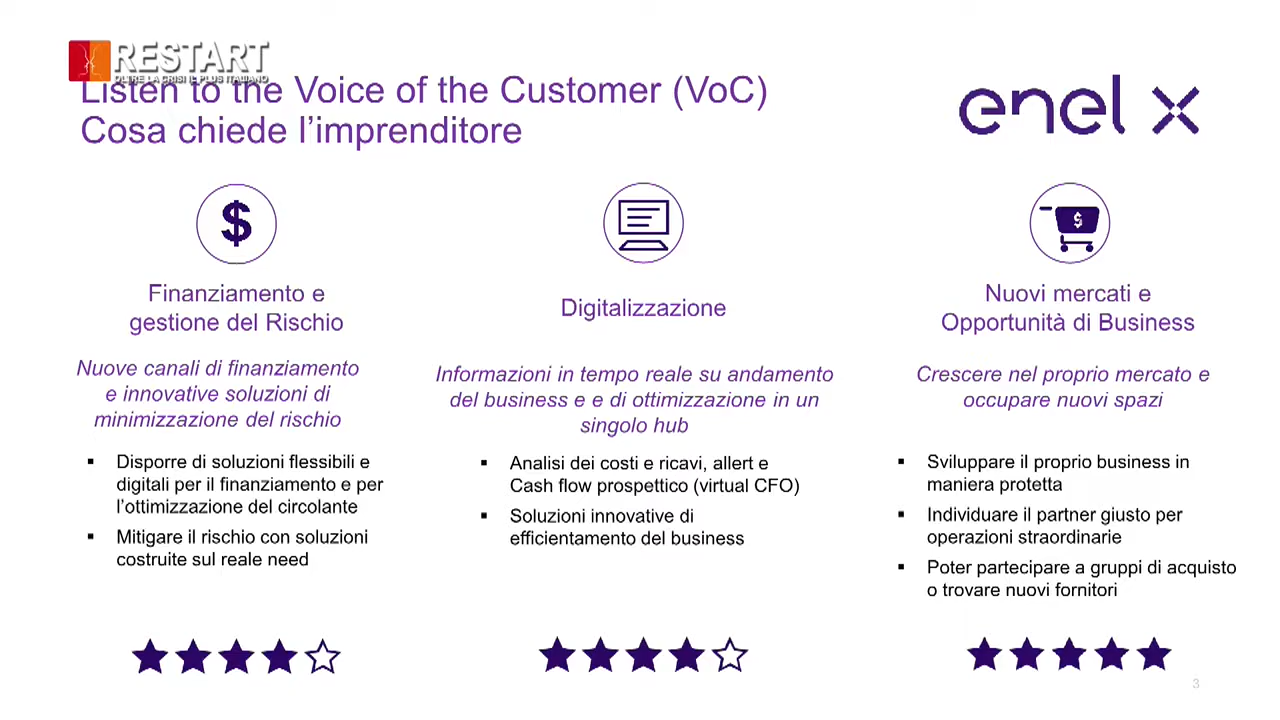 RESTART
OLTRE LA CRISI IL PLUS ITALIANO
Listen to the Voice of the Customer (VoC)
Cosa chiede l'imprenditore
enel x
$
Finanziamento e
gestione del Rischio
Nuove canali di finanziamento
e innovative soluzioni di
minimizzazione del rischio
▪ Disporre di soluzioni flessibili e
digitali per il finanziamento e per
l'ottimizzazione del circolante
▪ Mitigare il rischio con soluzioni
costruite sul reale need
Digitalizzazione
Informazioni in tempo reale su andamento
del business e e di ottimizzazione in un
singolo hub
▪ Analisi dei costi e ricavi, allert e
Cash flow prospettico (virtual CFO)
▪ Soluzioni innovative di
efficientamento del business
$
Nuovi mercati e
Opportunità di Business
Crescere nel proprio mercato e
occupare nuovi spazi
▪ Sviluppare il proprio business in
maniera protetta
▪ Individuare il partner giusto per
operazioni straordinarie
▪ Poter partecipare a gruppi di acquisto
o trovare nuovi fornitori
3